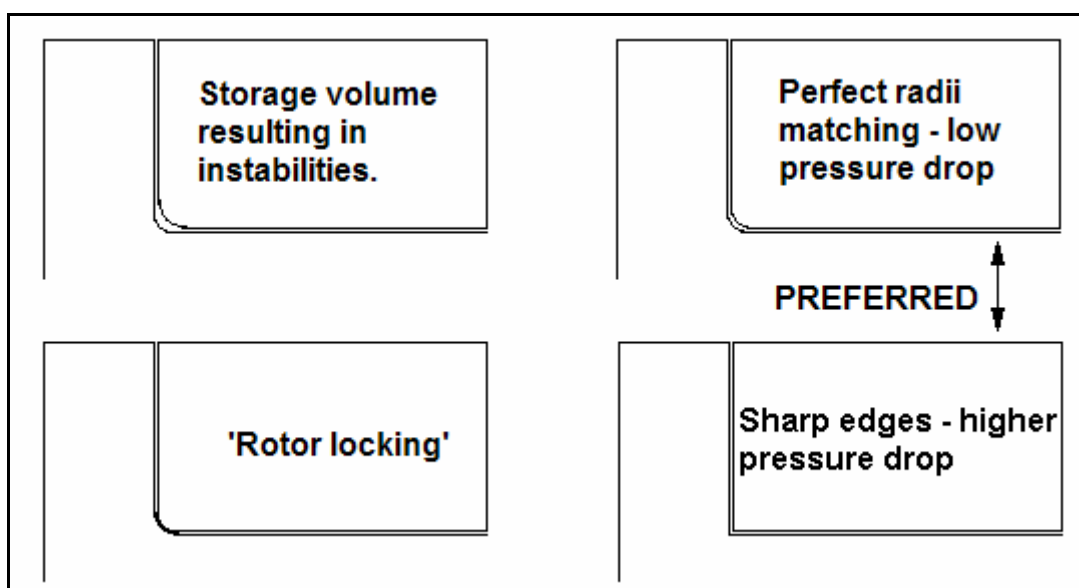 Storage volume
resulting in
instabilities.
Perfect radii
matching - low
pressure drop
PREFERRED
'Rotor locking'
Sharp edges - higher
pressure drop